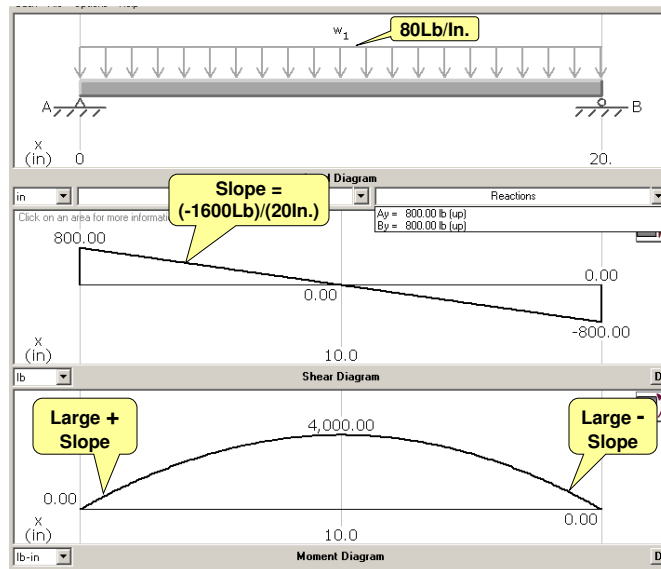 w1
80Lb/In.
A
B
x
(in)
0
20.
Diagram
in
Reactions
Slope =
(-1600Lb)/(20In.)
Ay = 800.00 lb (up)
By = 800.00 lb (up)
Click on an area for more informati
800.00
0.00
0.00
-800.00
x
(in)
10.0
lb
Shear Diagram
D
Large +
Slope
4,000.00
Large -
Slope
0.00
0.00
x
(in)
10.0
lb-in
Moment Diagram
D